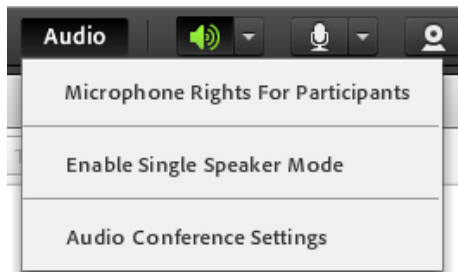 Audio
Microphone Rights For Participants
Enable Single Speaker Mode
Audio Conference Settings